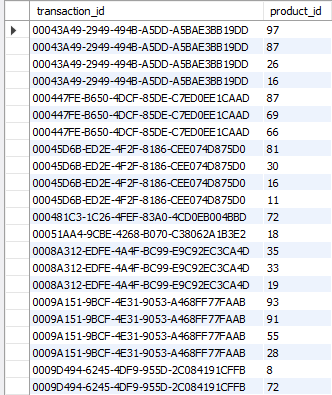 transaction_id product_id
00043A49-2949-494B-A5DD-A5BAE3BB19DD 97
00043A49-2949-494B-A5DD-A5BAE3BB19DD 87
00043A49-2949-494B-A5DD-A5BAE3BB19DD 26
00043A49-2949-494B-A5DD-A5BAE3BB19DD 16
000447FE-B650-4DCF-85DE-C7ED0EE1CAAD 87
000447FE-B650-4DCF-85DE-C7ED0EE1CAAD 69
000447FE-B650-4DCF-85DE-C7ED0EE1CAAD 66
00045D6B-ED2E-4F2F-8186-CEE074D875D0 81
00045D6B-ED2E-4F2F-8186-CEE074D875D0 30
00045D6B-ED2E-4F2F-8186-CEE074D875D0 16
00045D6B-ED2E-4F2F-8186-CEE074D875D0 11
000481C3-1C26-4FEF-83A0-4CD0EB004BBD 72
00051AA4-9CBE-4268-B070-C38062A1B3E2 18
0008A312-EDFE-4A4F-BC99-E9C92EC3CA4D 35
0008A312-EDFE-4A4F-BC99-E9C92EC3CA4D 33
0008A312-EDFE-4A4F-BC99-E9C92EC3CA4D 19
0009A151-9BCF-4E31-9053-A468FF77FAAB 93
0009A151-9BCF-4E31-9053-A468FF77FAAB 91
0009A151-9BCF-4E31-9053-A468FF77FAAB 55
0009A151-9BCF-4E31-9053-A468FF77FAAB 28
0009D494-6245-4DF9-955D-2C084191CFFB 8
0009D494-6245-4DF9-955D-2C084191CFFB 72